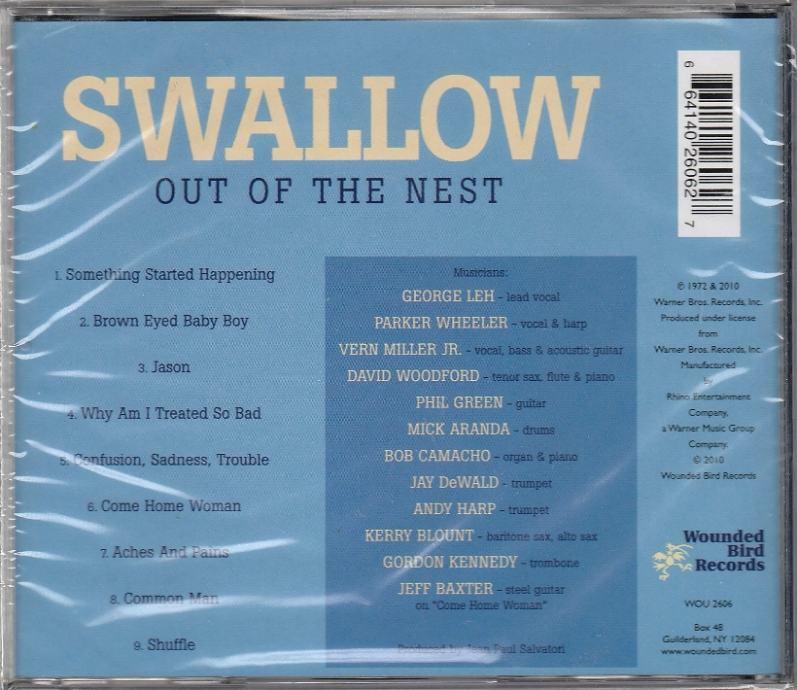 SWALLOW
OUT OF THE NEST
6 64140 26062 7
1. Something Started Happening
2. Brown Eyed Baby Boy
3. Jason
4. Why Am I Treated So Bad
5. Confusion, Sadness, Trouble
6. Come Home Woman
7. Aches And Pains
8. Common Man
9. Shuffle
Musicians:
GEORGE LEH - lead vocal
PARKER WHEELER - vocal & harp
VERN MILLER JR. - vocal, bass & acoustic guitar
DAVID WOODFORD - tenor sax, flute & piano
PHIL GREEN - guitar
MICK ARANDA - drums
BOB CAMACHO - organ & piano
JAY DeWALD - trumpet
ANDY HARP - trumpet
KERRY BLOUNT - baritone sax, alto sax
GORDON KENNEDY - trombone
JEFF BAXTER - steel guitar
on "Come Home Woman"
Produced by Jean Paul Salvatori
℗ 1972 & 2010
Warner Bros. Records, Inc.
Produced under license
from
Warner Bros. Records, Inc.
Manufactured
by
Rhino Entertainment
Company,
a Warner Music Group
Company.
© 2010
Wounded Bird Records
Wounded
Bird
Records
WOU 2606
Box 48
Guilderland, NY 12084
www.woundedbird.com